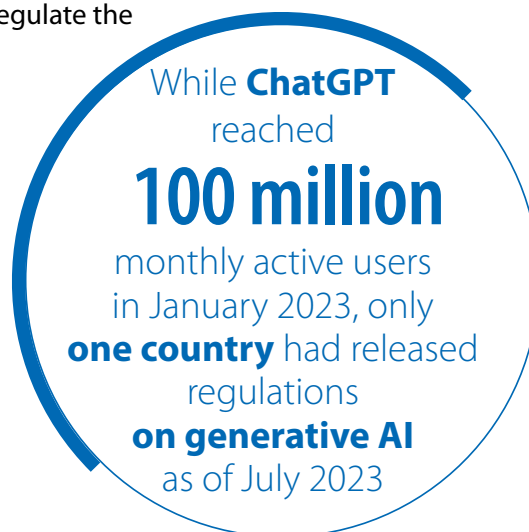 egulate the
While ChatGPT
reached
100 million
monthly active users
in January 2023, only
one country had released
regulations
on generative AI
as of July 2023